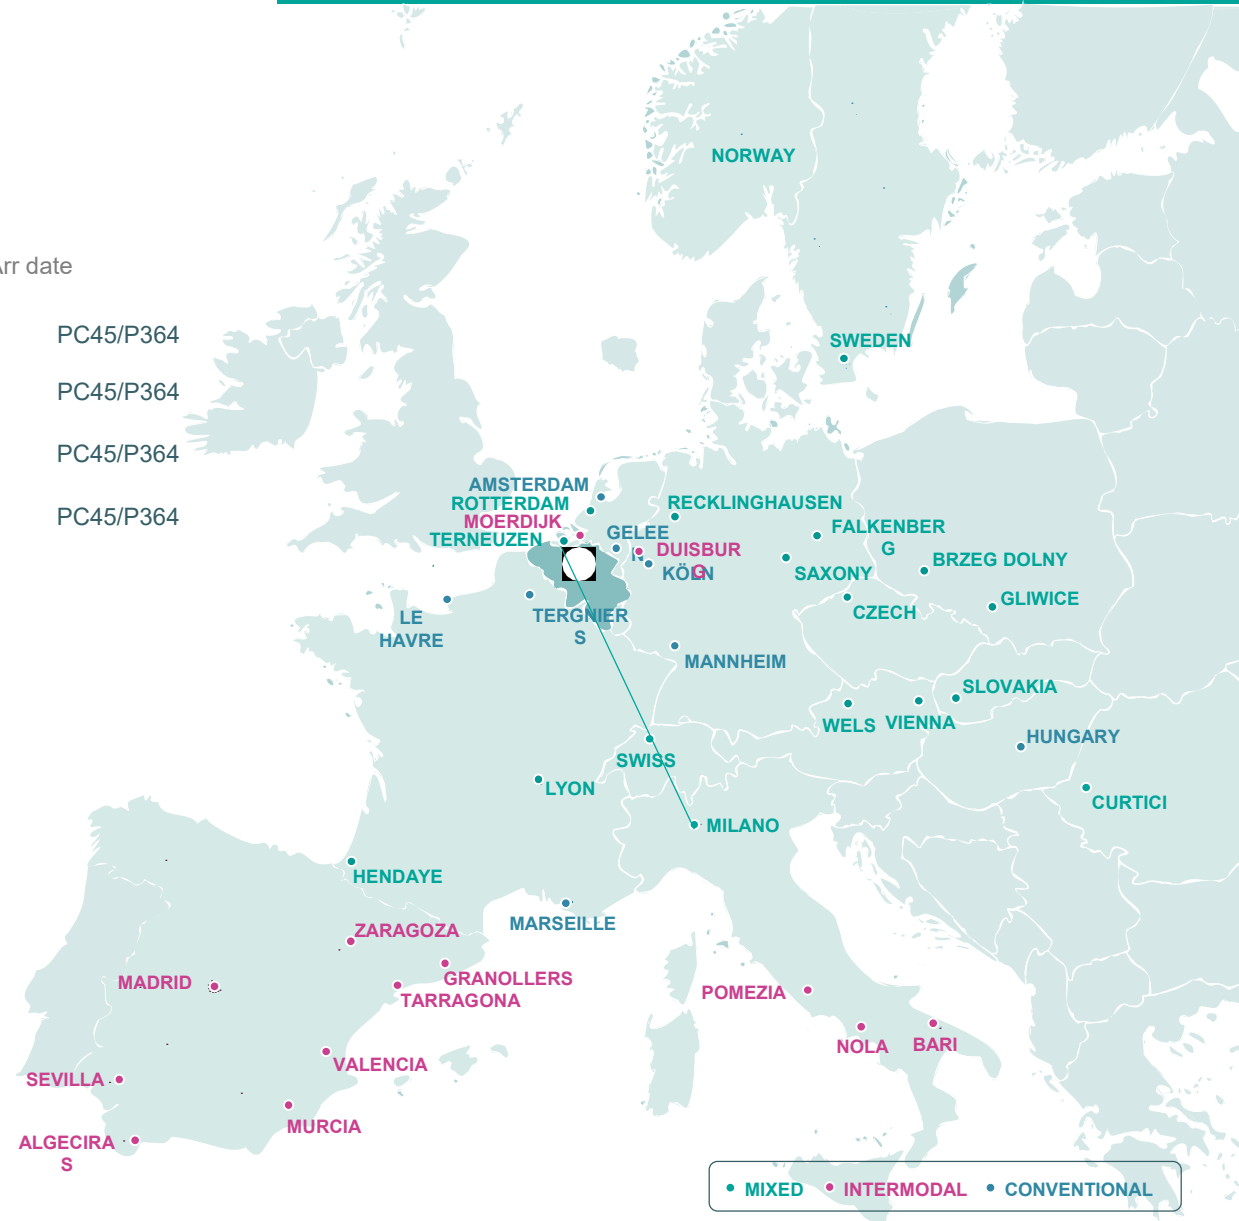 NORWAY
Arr date
PC45/P364
SWEDEN
PC45/P364
PC45/P364
AMSTERDAM
ROTTERDAM
RECKLINGHAUSEN
PC45/P364
MOERDIJK
TERNEUZEN
GELEE
N
FALKENBER
G
DUISBUR
G
KÖLN
SAXONY
BRZEG DOLNY
GLIWICE
CZECH
LE
HAVRE
TERGNIER
S
MANNHEIM
SLOVAKIA
WELS
VIENNA
HUNGARY
SWISS
LYON
CURTICI
MILANO
HENDAYE
MARSEILLE
ZARAGOZA
MADRID
GRANOLLERS
TARRAGONA
POMEZIA
NOLA
BARI
VALENCIA
SEVILLA
MURCIA
ALGECIRA
S
MIXED INTERMODAL CONVENTIONAL